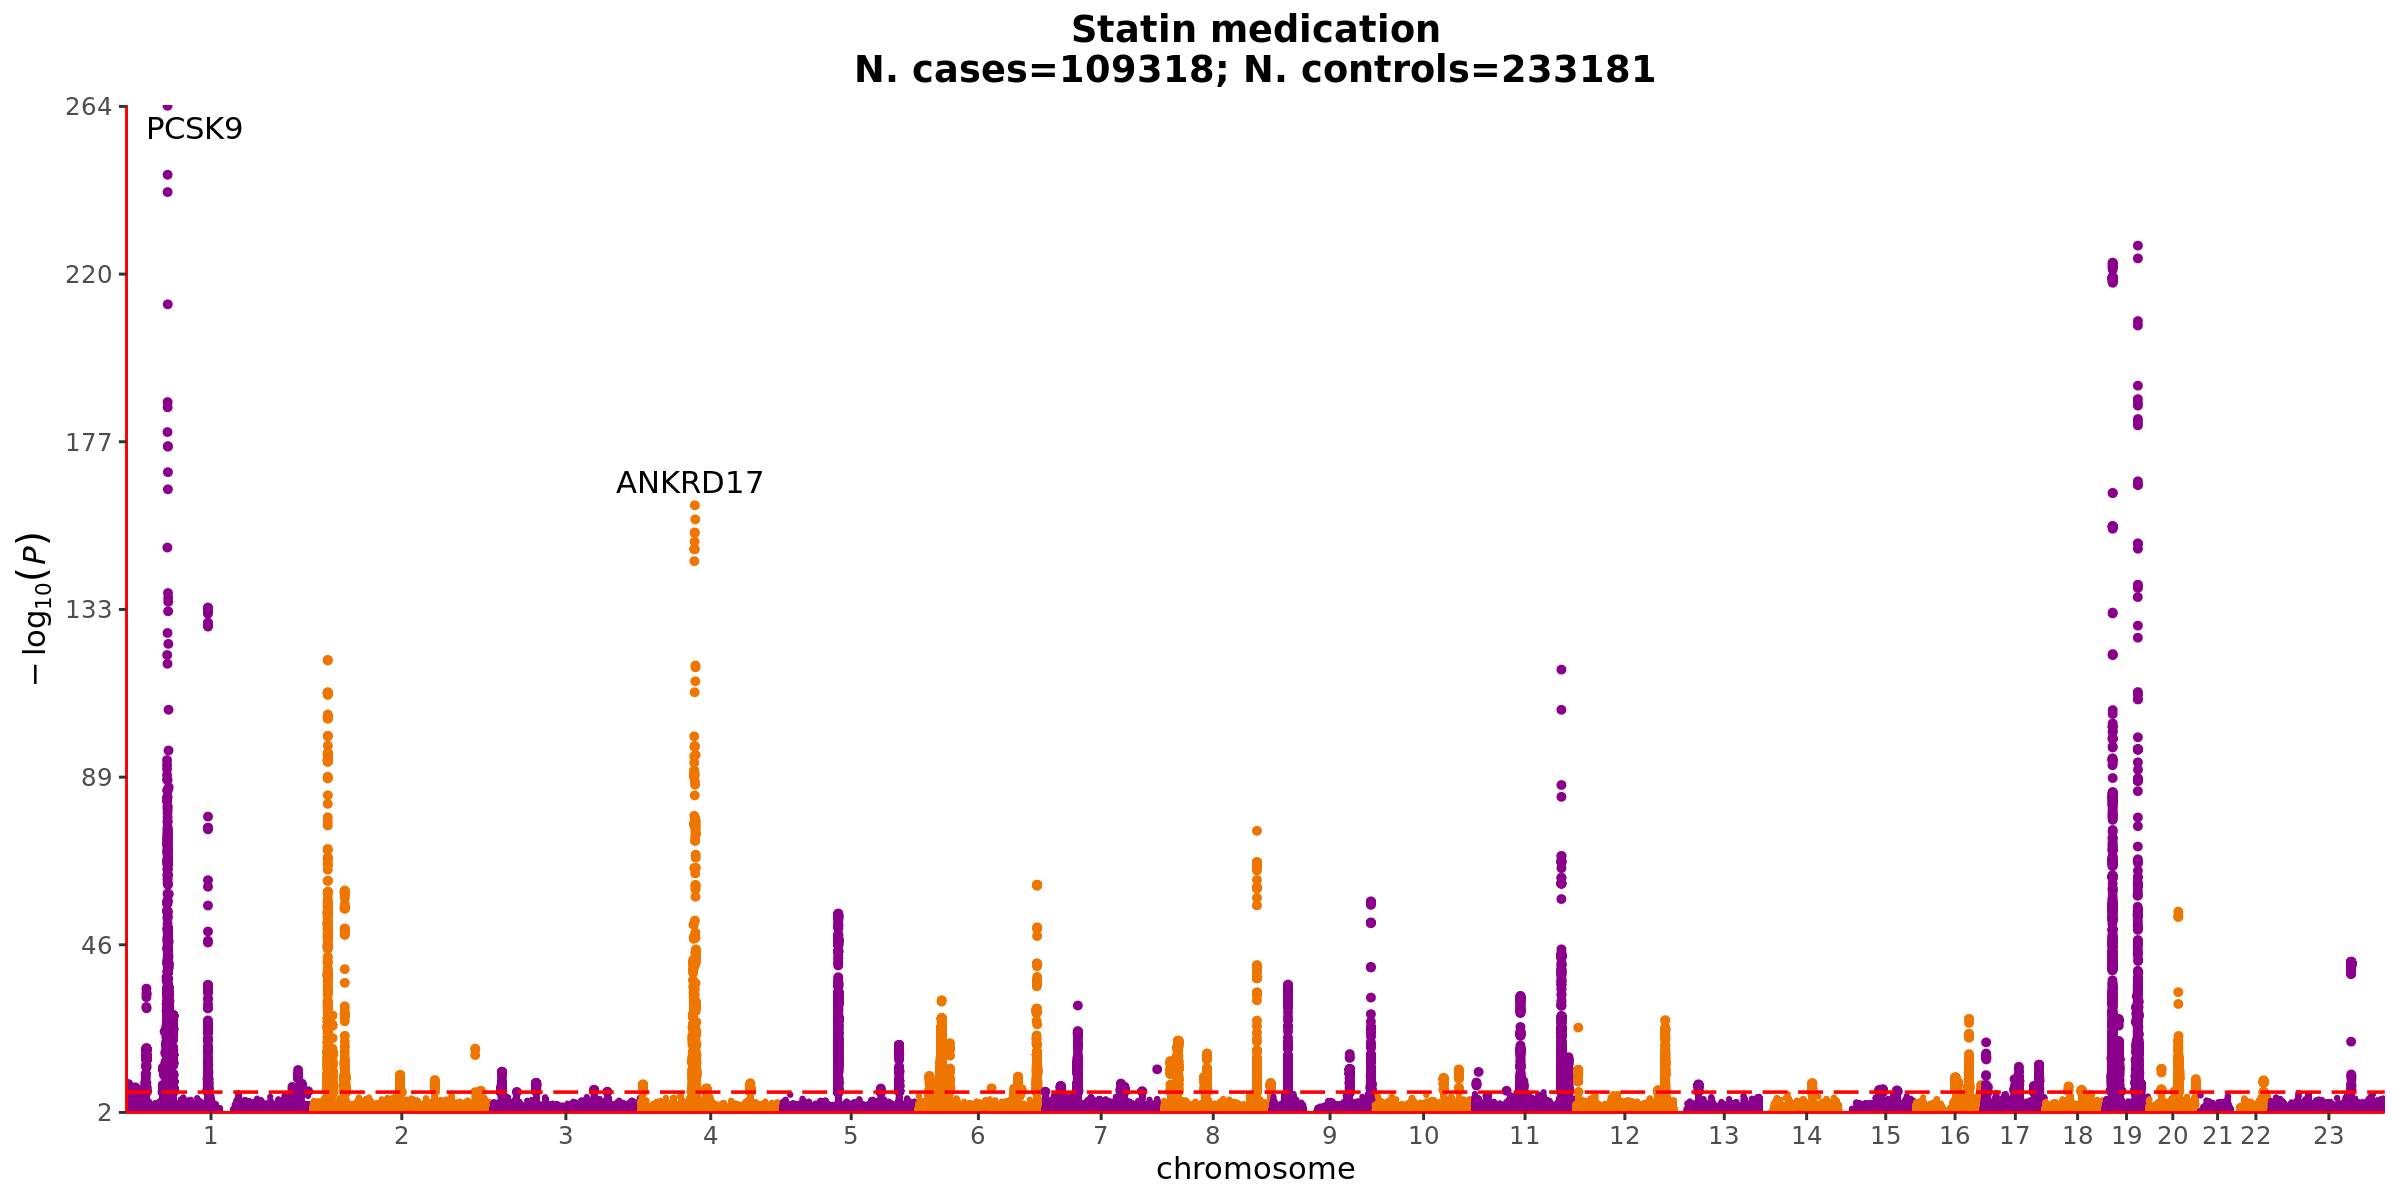 Statin medication
N. cases=109318; N. controls=233181
264
PCSK9
220
177
ANKRD17
133
89
46
2
−log10(P)
1 2 3 4 5 6 7 8 9 10 11 12 13 14 15 16 17 18 19 20 21 22 23
chromosome